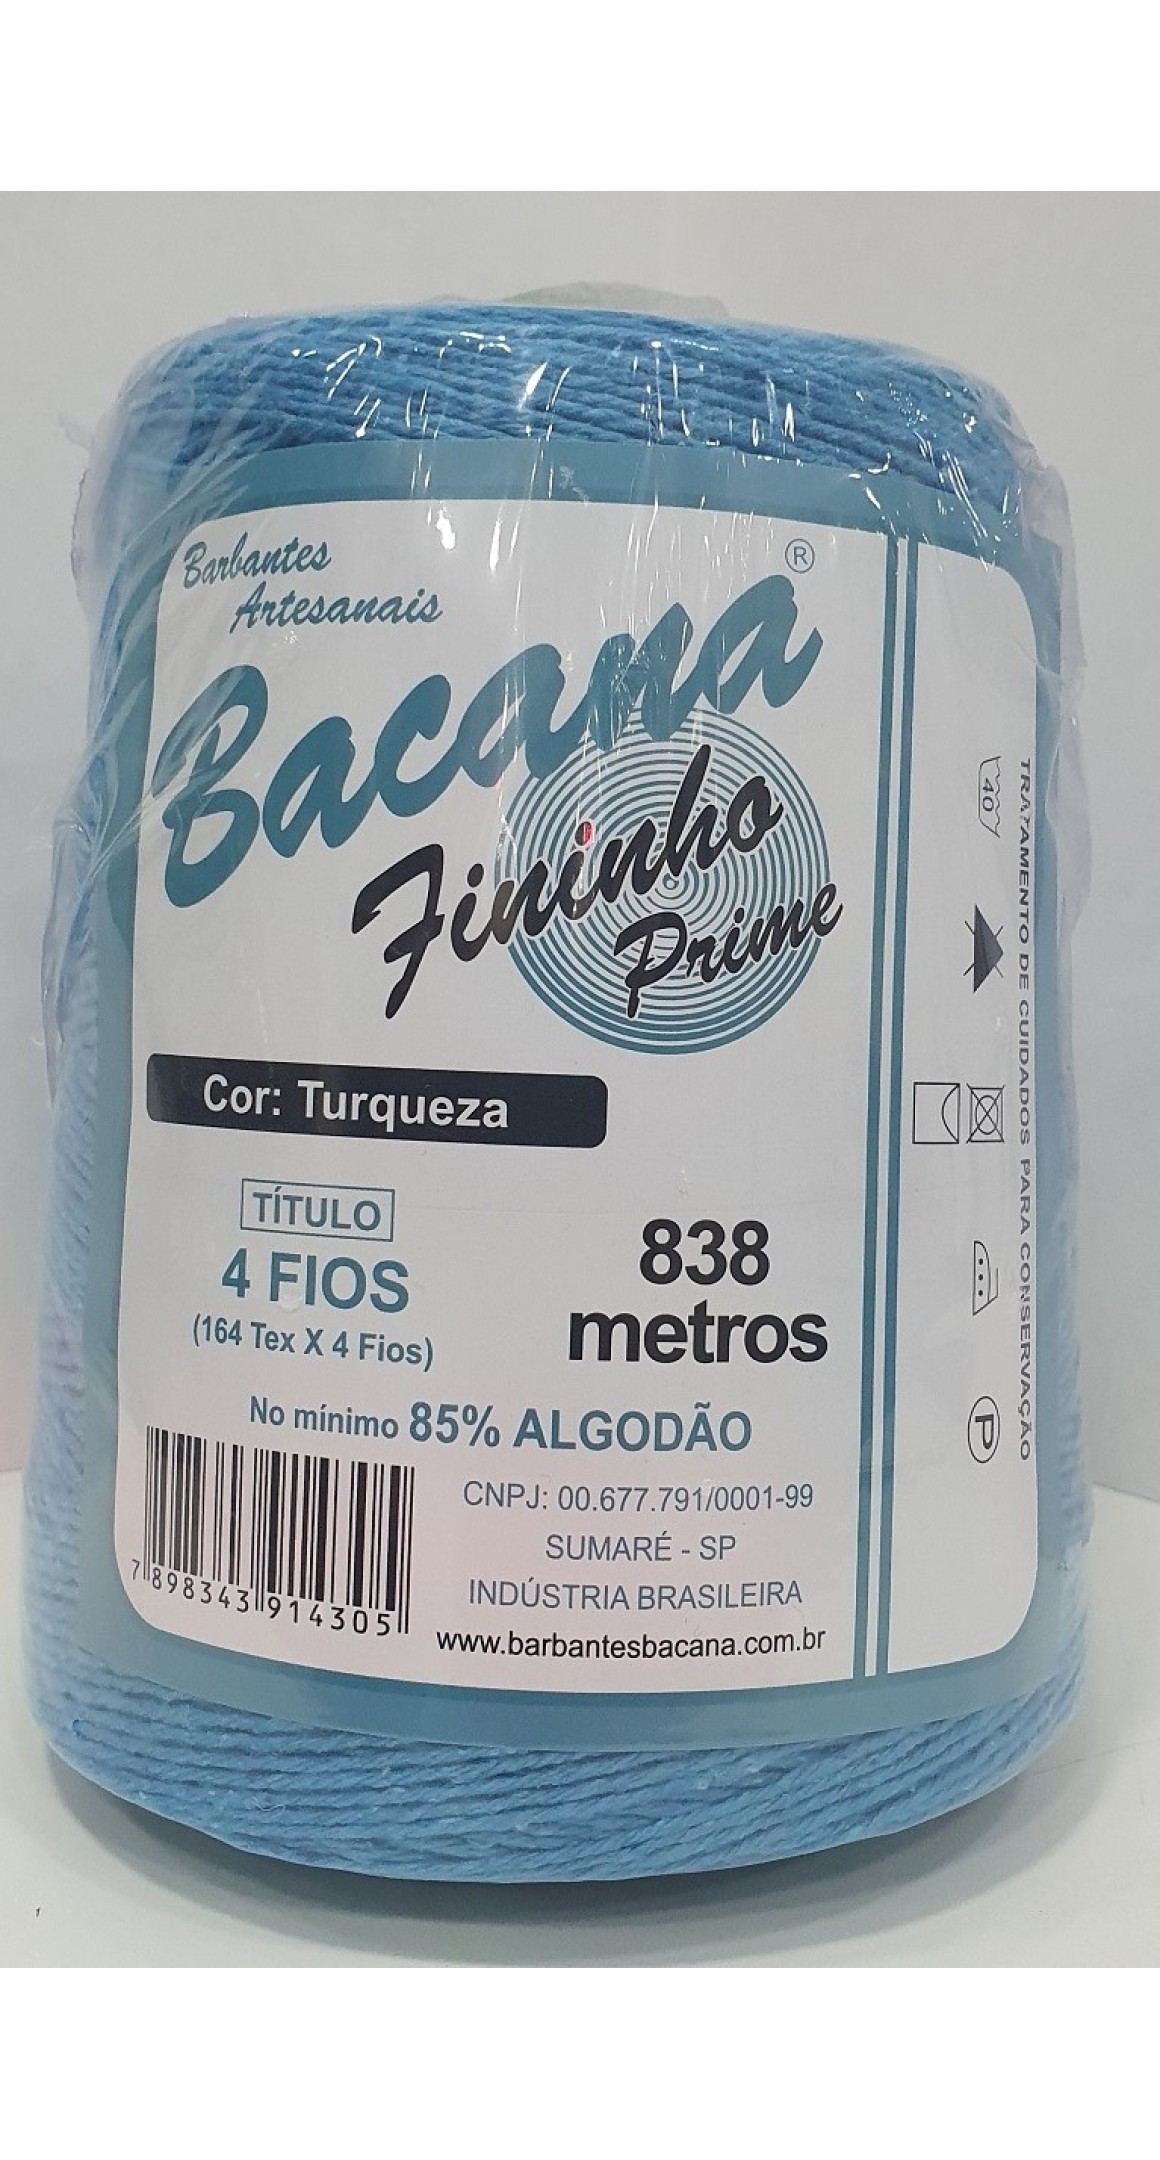 Barbantes
Artesanais
Bacana®
Fininho
Prime
Cor: Turqueza
TÍTULO
4 FIOS
(164 Tex X 4 Fios)
838
metros
No mínimo 85% ALGODÃO
CNPJ: 00.677.791/0001-99
SUMARÉ - SP
INDÚSTRIA BRASILEIRA
www.barbantesbacana.com.br
7 898343 914305
TRATAMENTO DE CUIDADOS PARA CONSERVAÇÃO
40
P